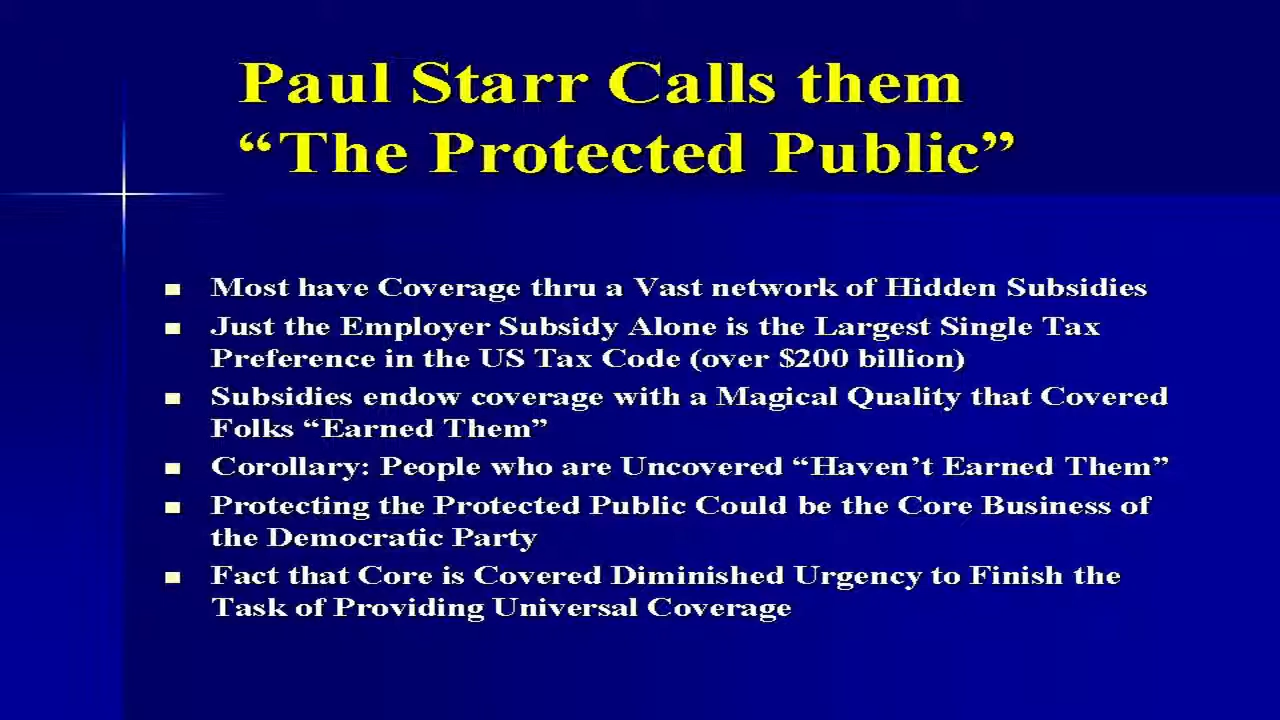 Paul Starr Calls them
“The Protected Public”
Most have Coverage thru a Vast network of Hidden Subsidies
Just the Employer Subsidy Alone is the Largest Single Tax
Preference in the US Tax Code (over $200 billion)
Subsidies endow coverage with a Magical Quality that Covered
Folks “Earned Them”
Corollary: People who are Uncovered “Haven’t Earned Them”
Protecting the Protected Public Could be the Core Business of
the Democratic Party
Fact that Core is Covered Diminished Urgency to Finish the
Task of Providing Universal Coverage